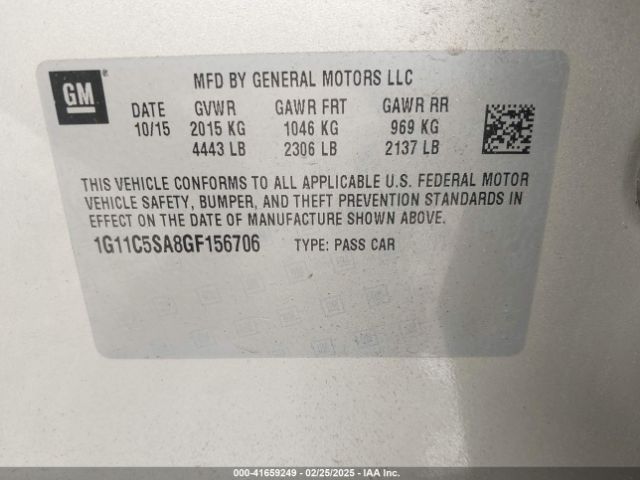 GM ®
MFD BY GENERAL MOTORS LLC
DATE GVWR GAWR FRT GAWR RR
10/15 2015 KG 1046 KG 969 KG
4443 LB 2306 LB 2137 LB
THIS VEHICLE CONFORMS TO ALL APPLICABLE U.S. FEDERAL MOTOR
VEHICLE SAFETY, BUMPER, AND THEFT PREVENTION STANDARDS IN
EFFECT ON THE DATE OF MANUFACTURE SHOWN ABOVE.
1G11C5SA8GF156706 TYPE: PASS CAR
000-41659249 - 02/25/2025 - IAA Inc.